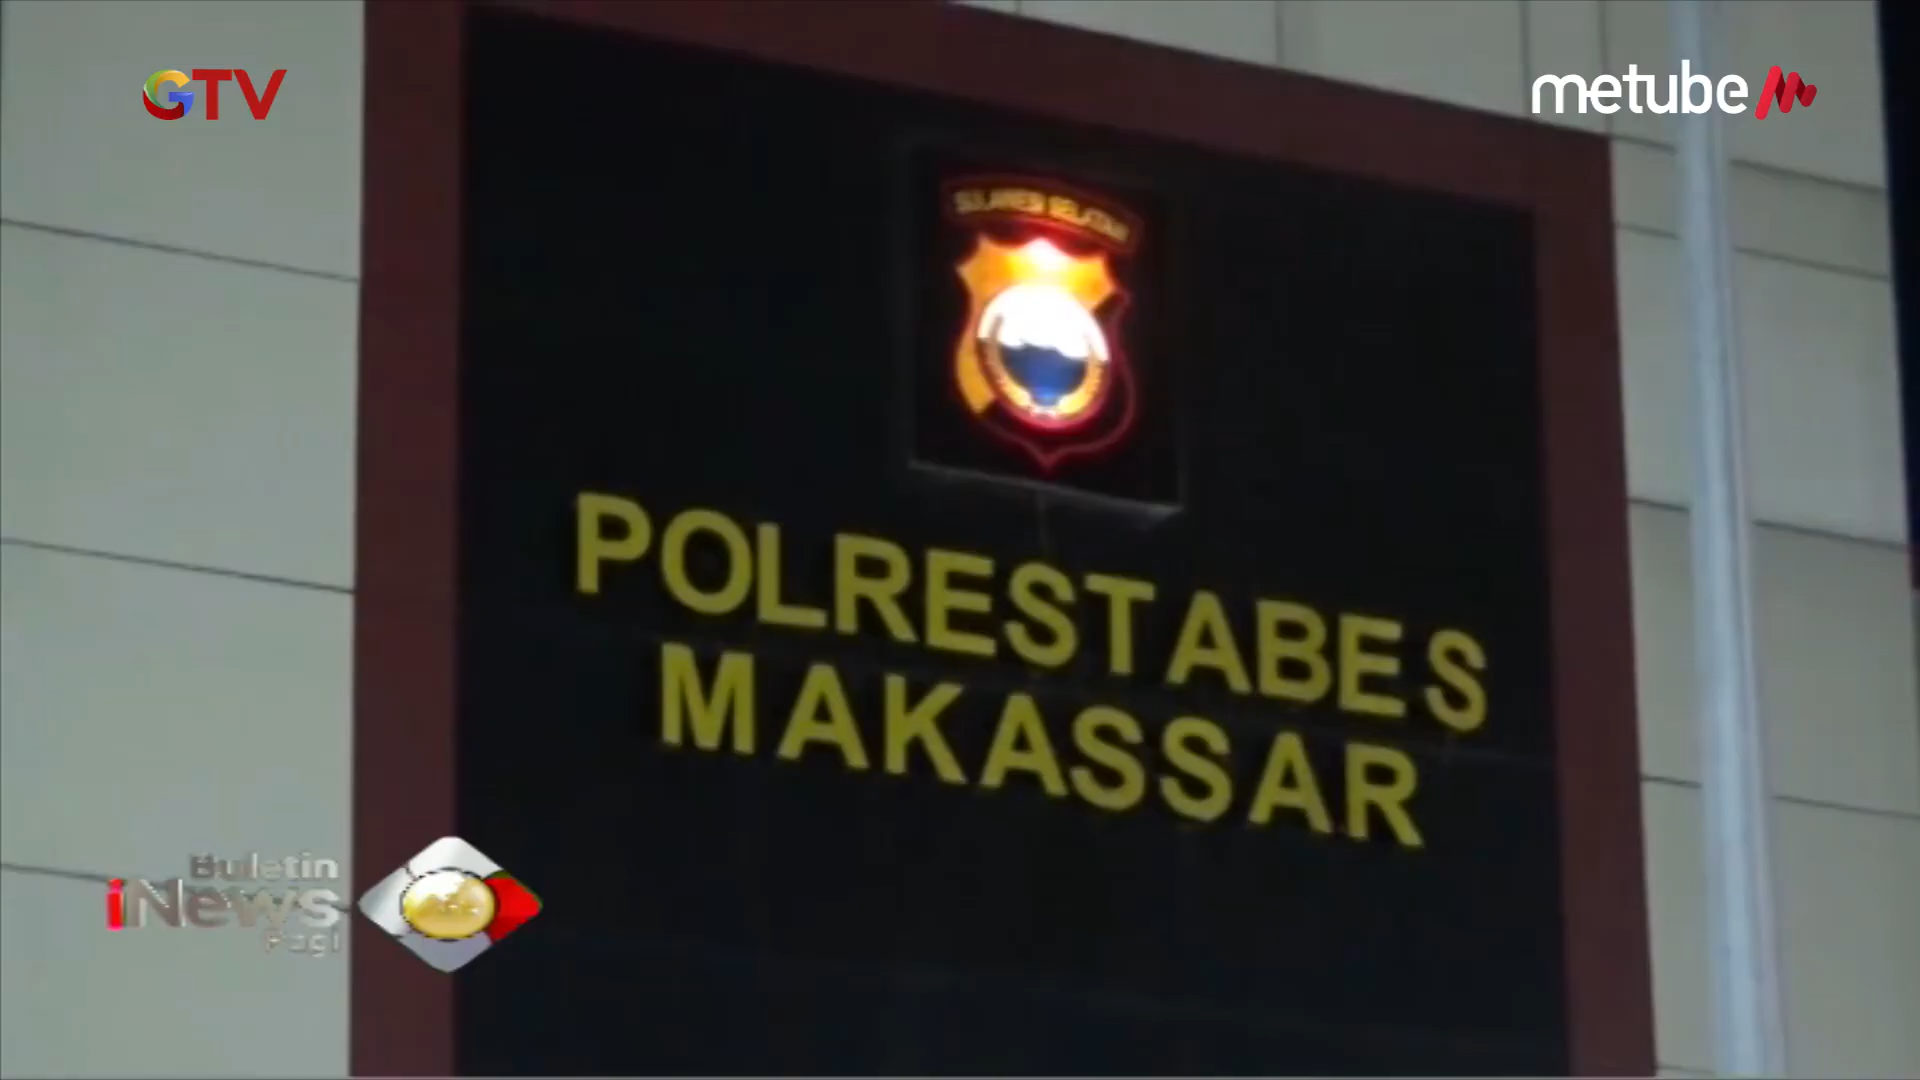 GTV
metube
SULAWESI SELATAN
POLRESTABES
MAKASSAR
Buletin
iNews
Pagi